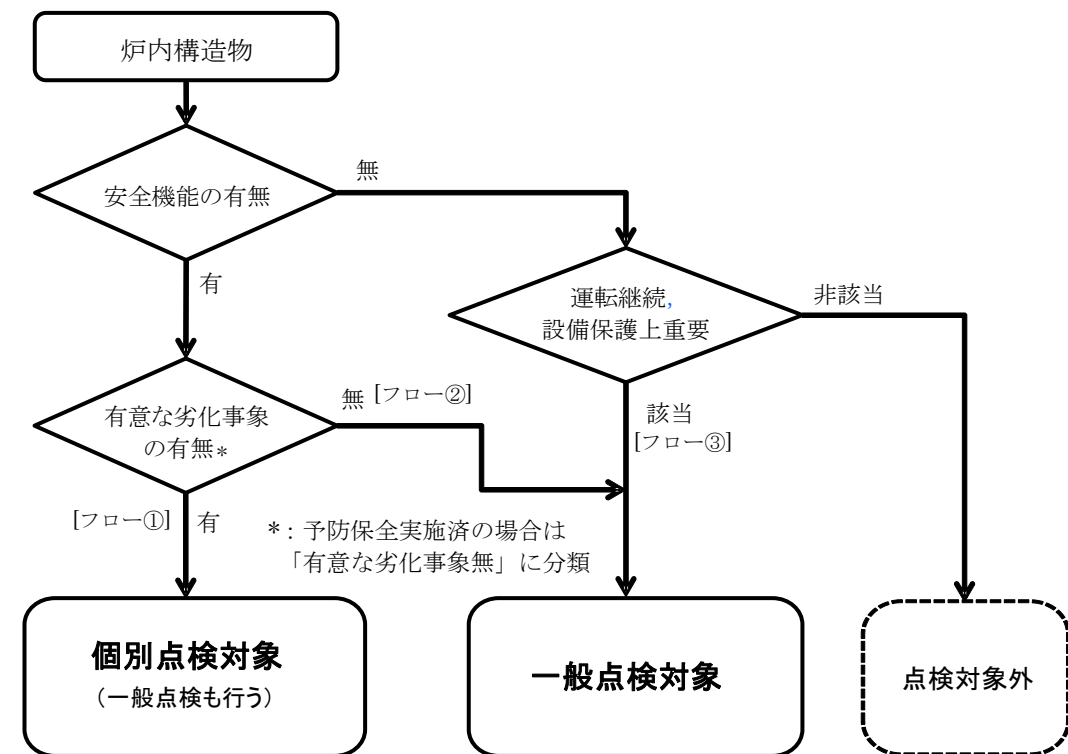 炉内構造物
無
安全機能の有無
有
運転継続,
設備保護上重要
非該当
有意な劣化事象
の有無*
無 [フロー②]
該当
[フロー③]
[フロー①] 有
*：予防保全実施済の場合は
「有意な劣化事象無」に分類
個別点検対象
（一般点検も行う）
一般点検対象
点検対象外